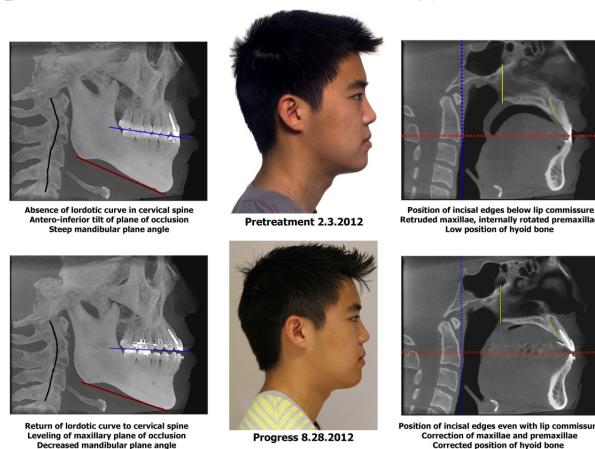 Absence of lordotic curve in cervical spine
Antero-inferior tilt of plane of occlusion
Steep mandibular plane angle
Pretreatment 2.3.2012
Position of incisal edges below lip commissure
Retruded maxillae, internally rotated
Low position of hyoid bone
Return of lordotic curve to cervical spine
Leveling of maxillary plane of occlusion
Decreased mandibular plane angle
Progress 8.28.2012
Position of incisal edges even with lip
Correction of maxillae and premaxillae
Corrected position of hyoid bone